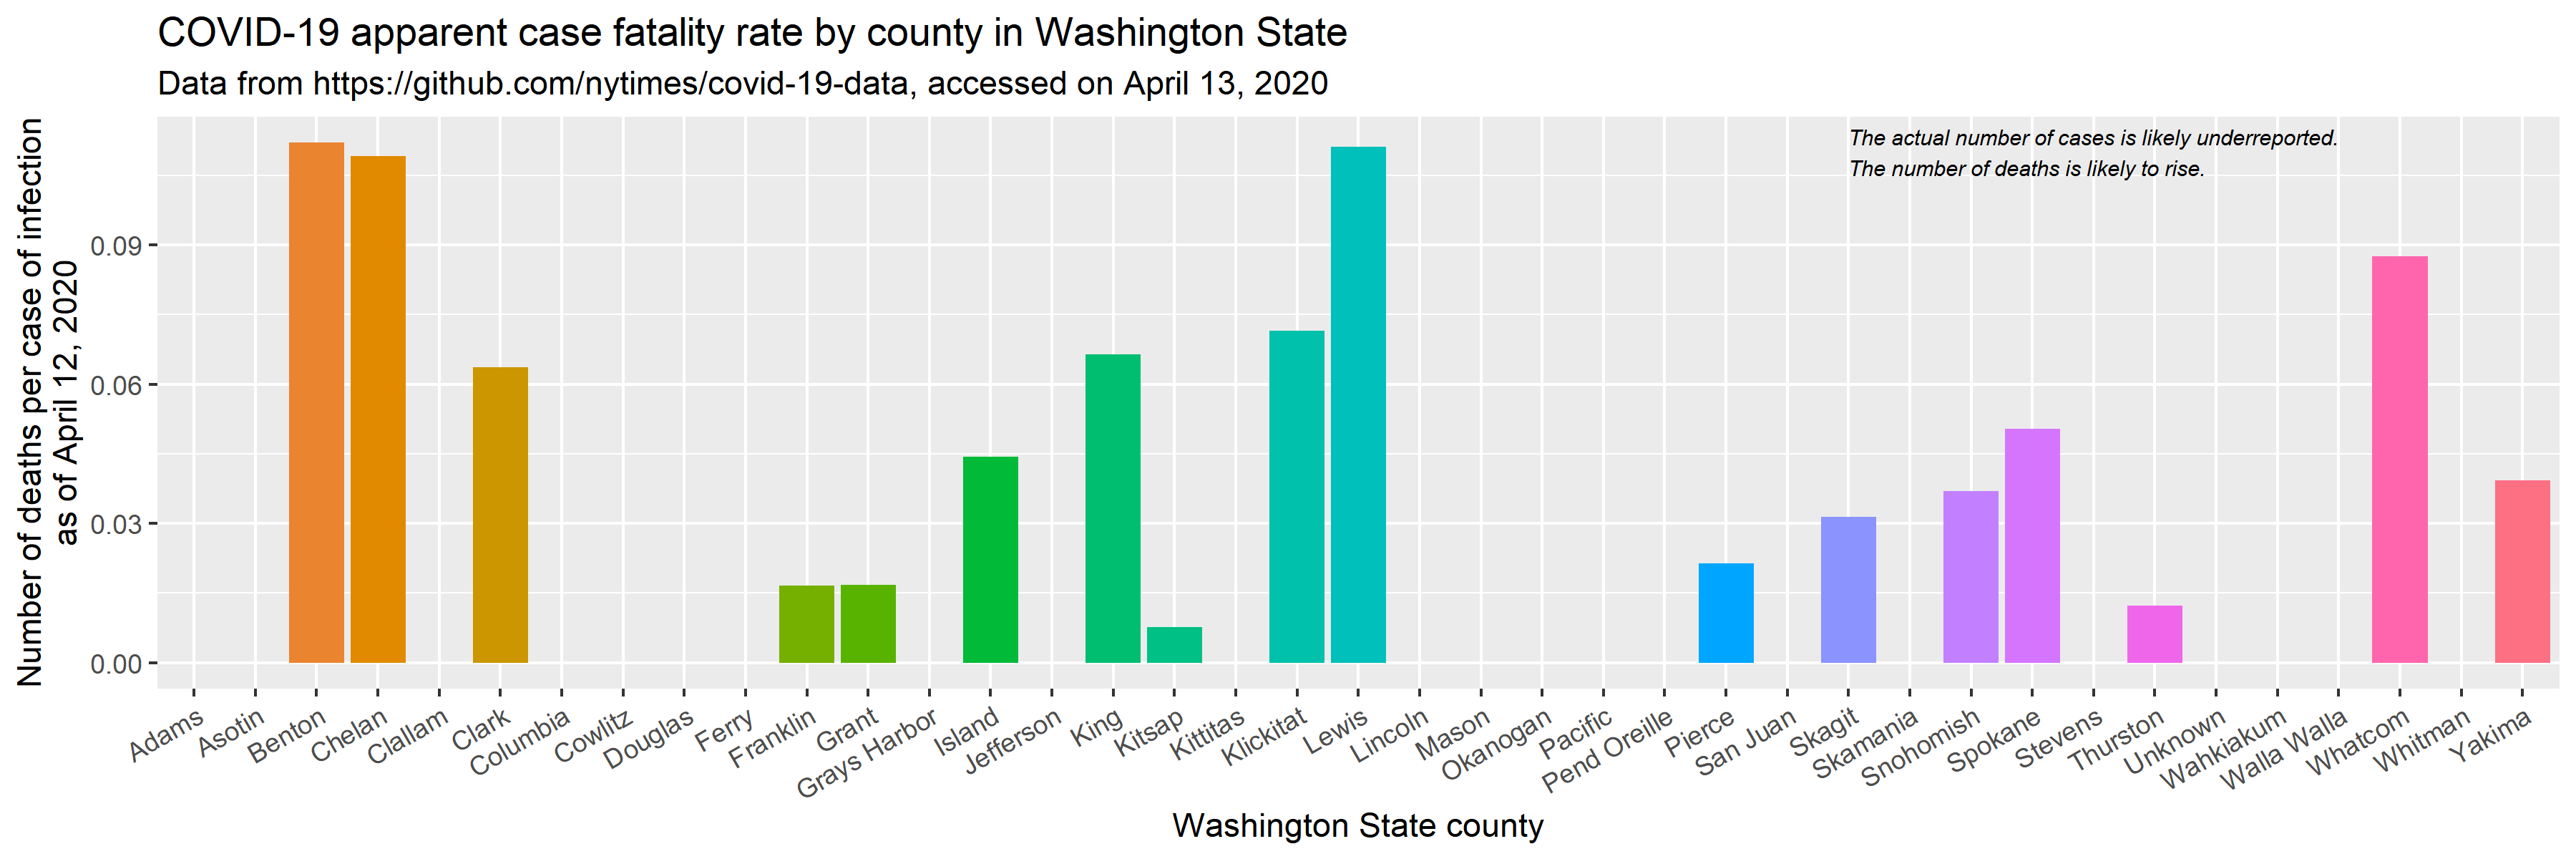 COVID-19 apparent case fatality rate by county in Washington State
Data from https://github.com/nytimes/covid-19-data, accessed on April 13, 2020
Number of deaths per case of infection
as of April 12, 2020
The actual number of cases is likely underreported.
The number of deaths is likely to rise.
0.09
0.06
0.03
0.00
Adams
Asotin
Benton
Chelan
Clallam
Clark
Columbia
Cowlitz
Douglas
Ferry
Franklin
Grant
Grays Harbor
Island
Jefferson
King
Kitsap
Kittitas
Klickitat
Lewis
Lincoln
Mason
Okanogan
Pacific
Pend Oreille
Pierce
San Juan
Skagit
Skamania
Snohomish
Spokane
Stevens
Thurston
Unknown
Wahkiakum
Walla Walla
Whatcom
Whitman
Yakima
Washington State county